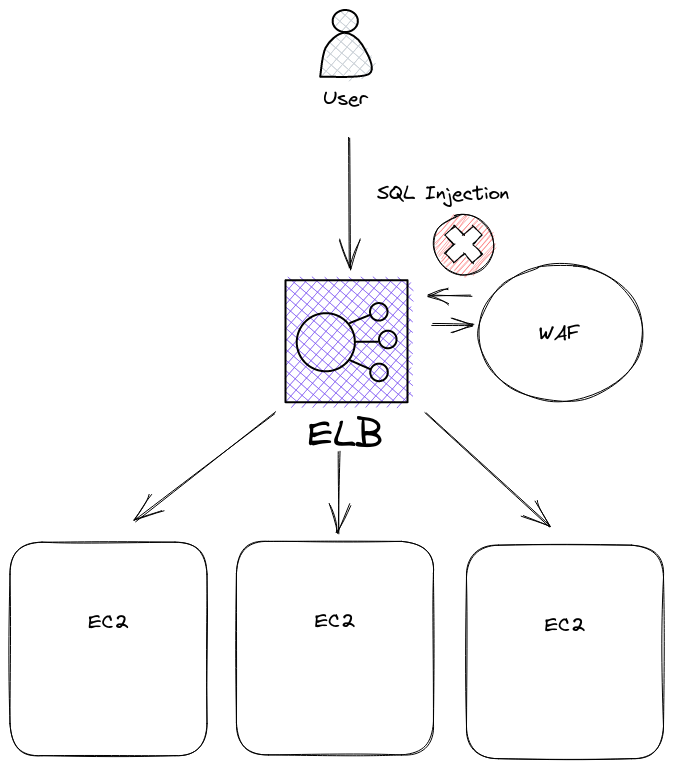 User
SQL Injection
WAF
ELB
EC2
EC2
EC2